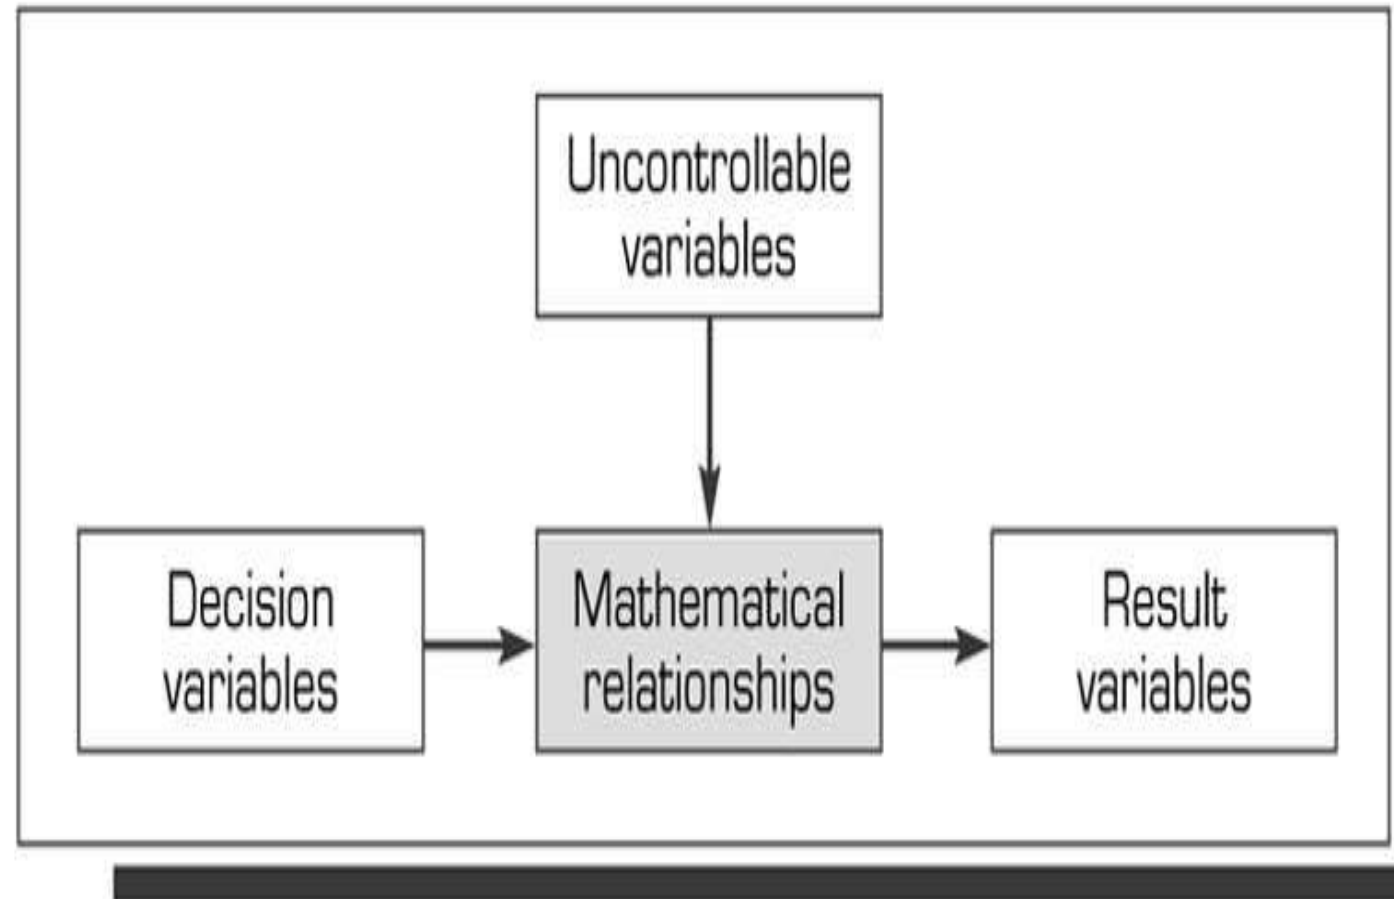 Uncontrollable
variables
Decision
variables
Mathematical
relationships
Result
variables